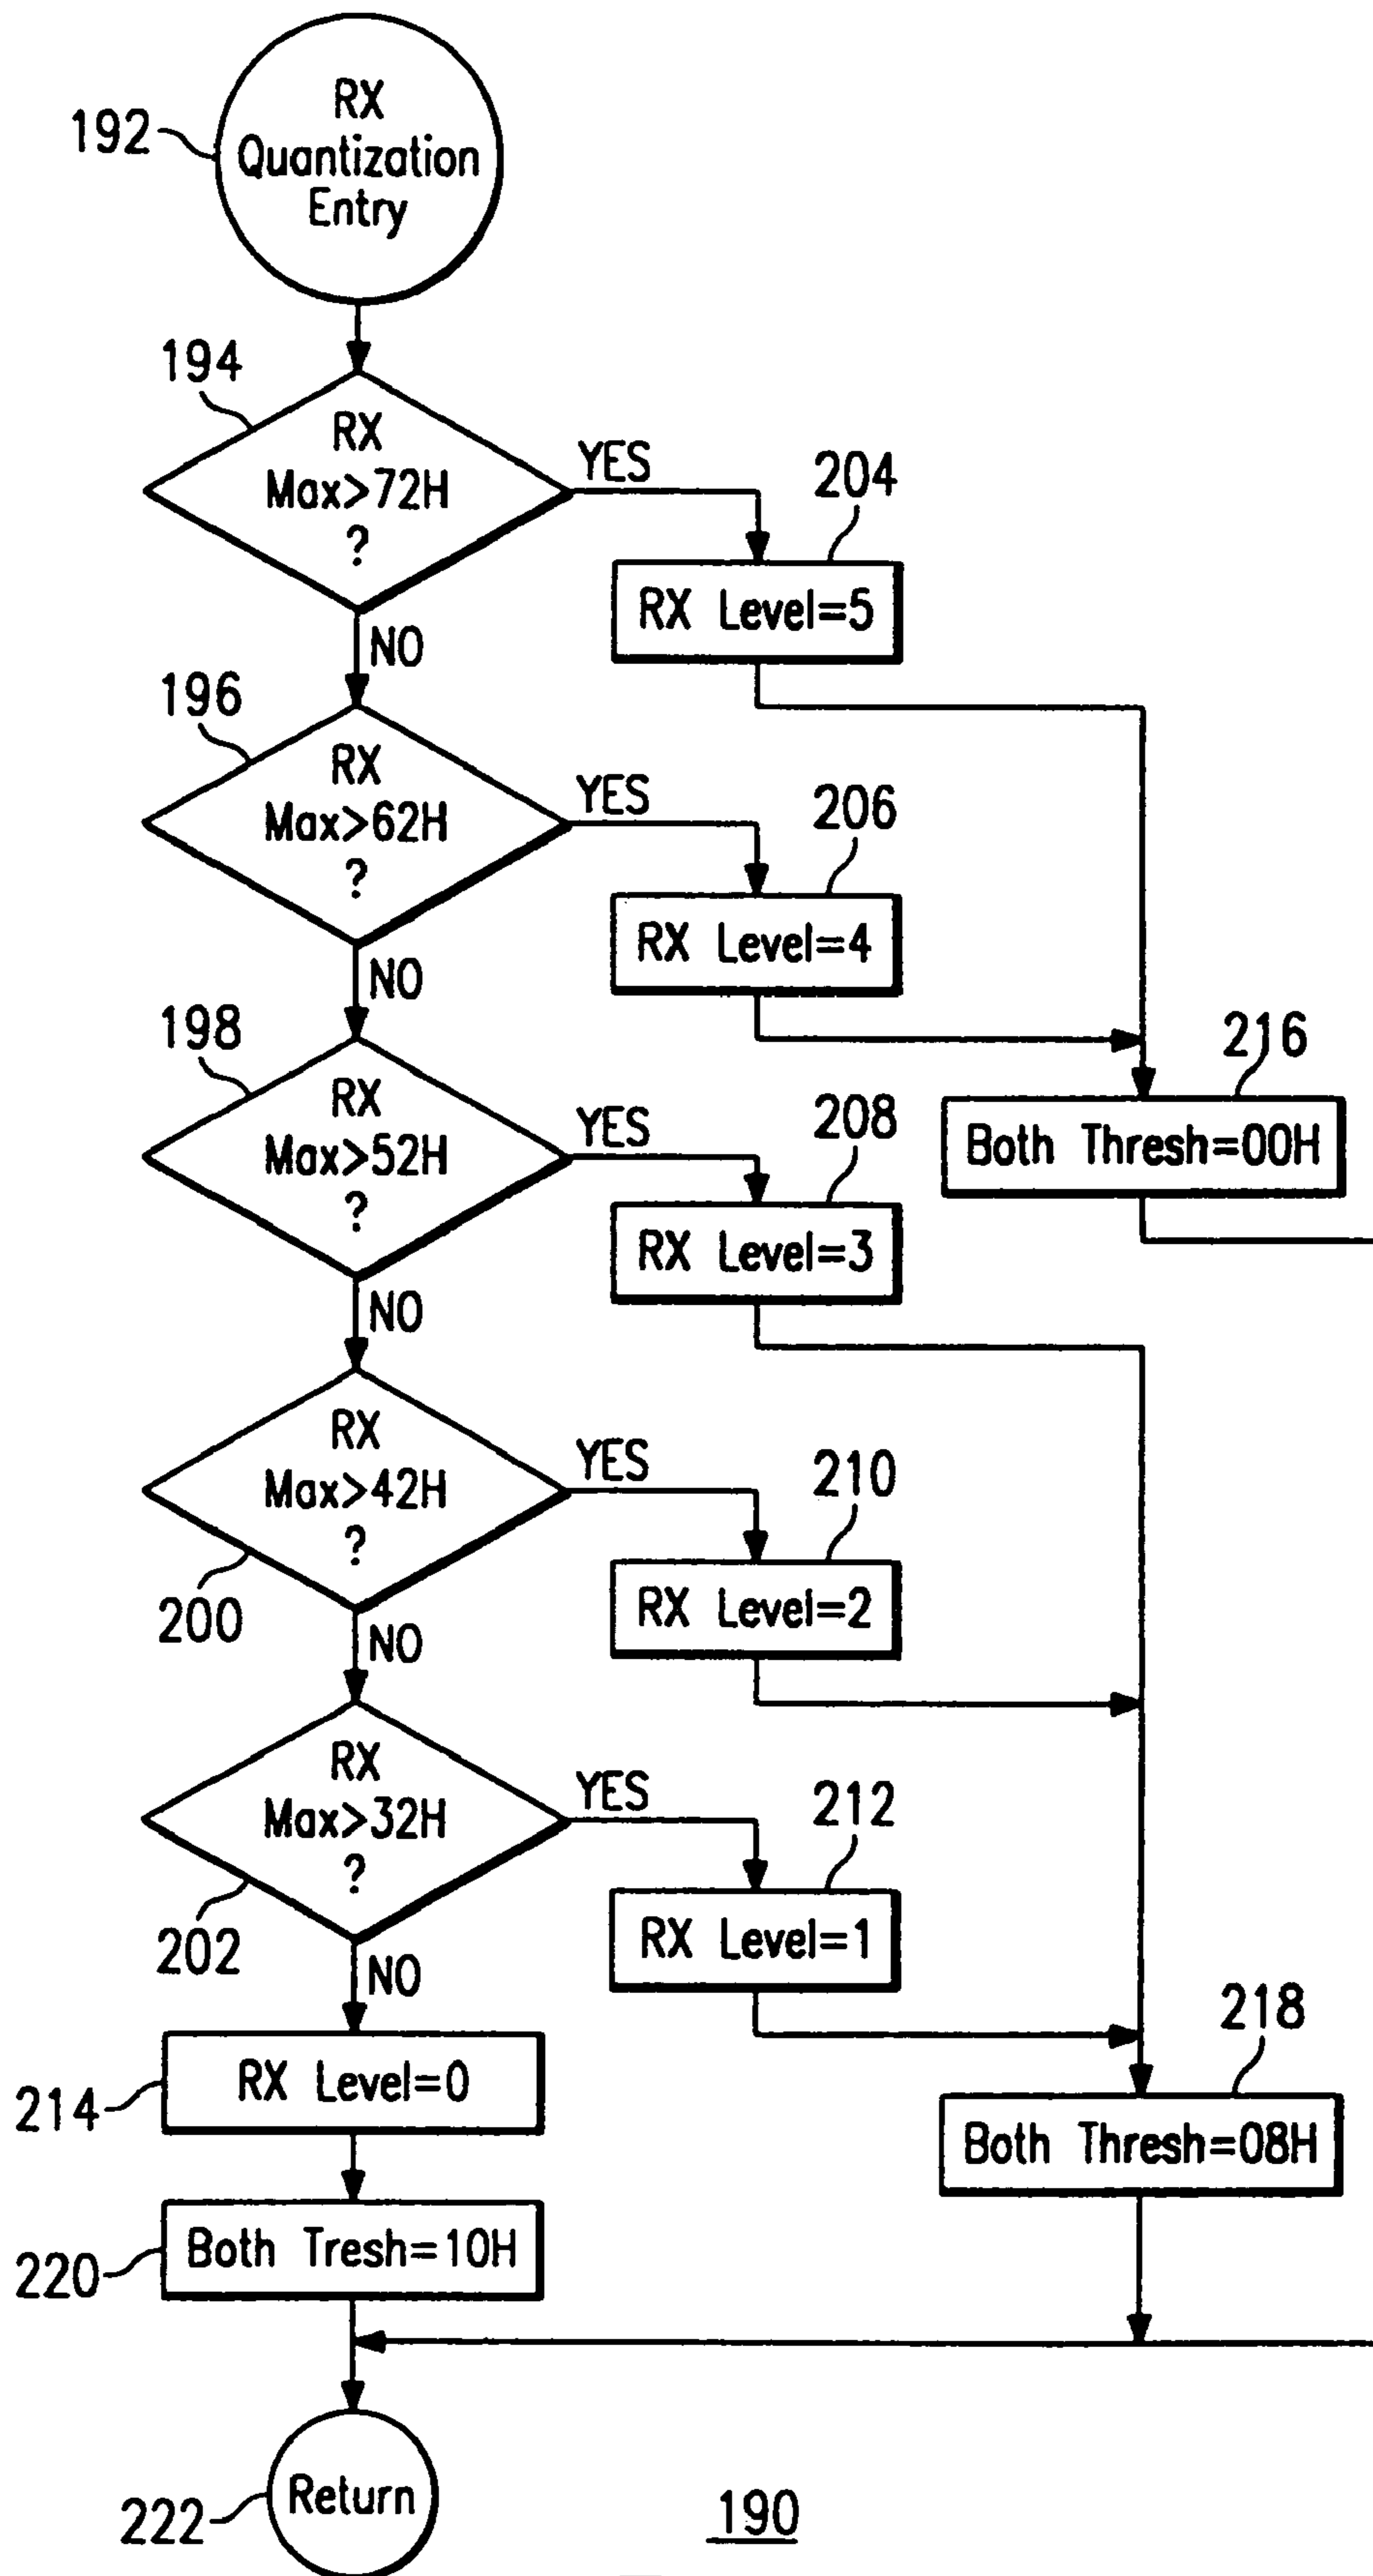 192
RX
Quantization
Entry
194
RX
Max>72H
?
YES
204
RX Level=5
NO
196
RX
Max>62H
?
YES
206
RX Level=4
NO
198
RX
Max>52H
?
YES
208
RX Level=3
216
Both Thresh=00H
NO
RX
Max>42H
?
200
YES
210
RX Level=2
NO
RX
Max>32H
?
202
YES
212
RX Level=1
NO
214
RX Level=0
218
Both Thresh=08H
220
Both Tresh=10H
222
Return
190